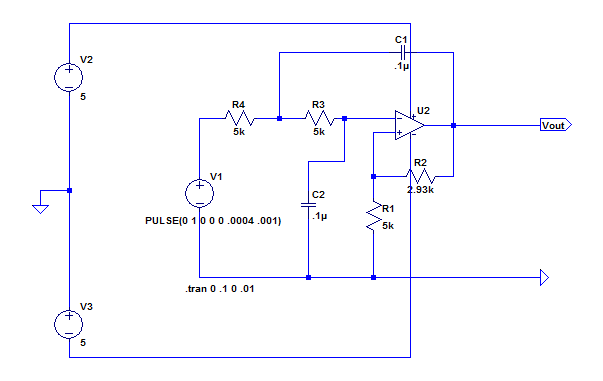 C1
.1µ
V2
5
R4
5k
R3
5k
U2
Vout
V1
PULSE(0 1 0 0 0 .0004 .001)
C2
.1µ
R2
2.93k
R1
5k
.tran 0 .1 0 .01
V3
5